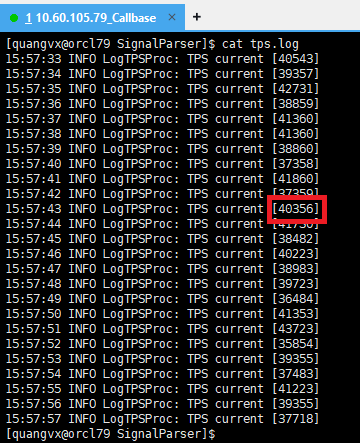 1 10.60.105.79_Callbase × +
[quangvx@orcl79 SignalParser]$ cat tps.log
15:57:33 INFO LogTPSProc: TPS current [40543]
15:57:34 INFO LogTPSProc: TPS current [39357]
15:57:35 INFO LogTPSProc: TPS current [42731]
15:57:36 INFO LogTPSProc: TPS current [38859]
15:57:37 INFO LogTPSProc: TPS current [41360]
15:57:38 INFO LogTPSProc: TPS current [41360]
15:57:39 INFO LogTPSProc: TPS current [38860]
15:57:40 INFO LogTPSProc: TPS current [37358]
15:57:41 INFO LogTPSProc: TPS current [41860]
15:57:42 INFO LogTPSProc: TPS current [37359]
15:57:43 INFO LogTPSProc: TPS current [40357]
15:57:44 INFO LogTPSProc: TPS current
15:57:45 INFO LogTPSProc: TPS current [38482]
15:57:46 INFO LogTPSProc: TPS current [40223]
15:57:47 INFO LogTPSProc: TPS current [38983]
15:57:48 INFO LogTPSProc: TPS current [39723]
15:57:49 INFO LogTPSProc: TPS current [36484]
15:57:50 INFO LogTPSProc: TPS current [41353]
15:57:51 INFO LogTPSProc: TPS current [43723]
15:57:52 INFO LogTPSProc: TPS current [35854]
15:57:53 INFO LogTPSProc: TPS current [39355]
15:57:54 INFO LogTPSProc: TPS current [37483]
15:57:55 INFO LogTPSProc: TPS current [41223]
15:57:56 INFO LogTPSProc: TPS current [39355]
15:57:57 INFO LogTPSProc: TPS current [37718]
[quangvx@orcl79 SignalParser]$